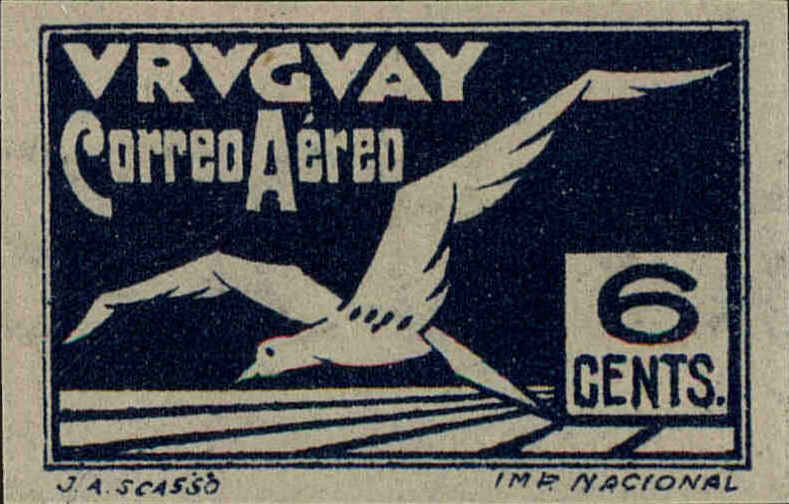 VRVGVAY
Correo Aéreo
6
CENTS.
J. A. SCASSO
IMP. NACIONAL